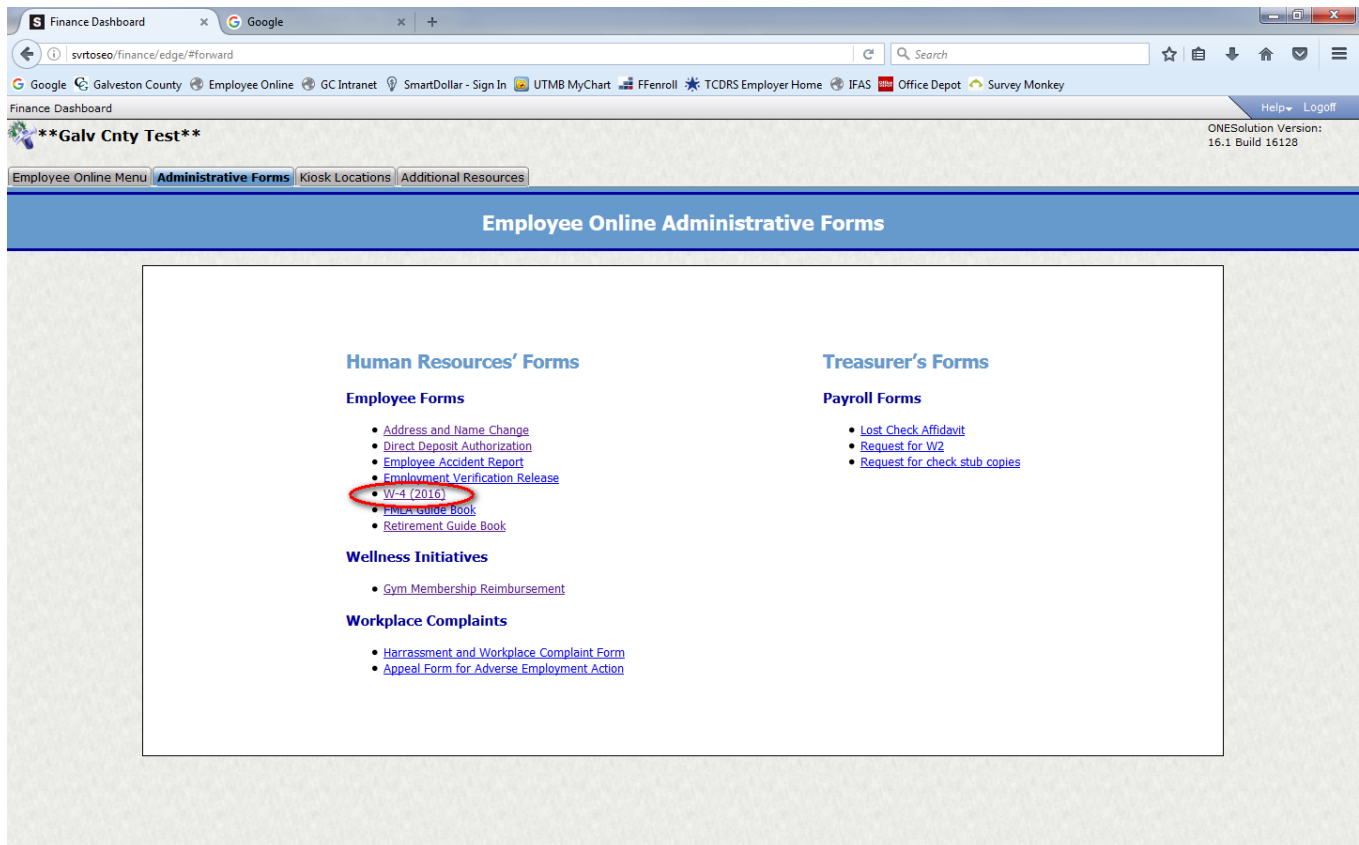 Finance Dashboard
Google
svrtoseo/finance/edge/#forward
Search
Google Galveston County Employee Online GC Intranet SmartDollar - Sign In UTMB MyChart FFenroll TCDRS Employer Home IFAS Office Depot Survey Monkey
Finance Dashboard
Help Logoff
**Galv Cnty Test**
ONESolution Version:
16.1 Build 16128
Employee Online Menu Administrative Forms Kiosk Locations Additional Resources
Employee Online Administrative Forms
Human Resources' Forms
Employee Forms
Address and Name Change
Direct Deposit Authorization
Employee Accident Report
Employment Verification Release
W-4 (2016)
FMLA Guide Book
Retirement Guide Book
Wellness Initiatives
Gym Membership Reimbursement
Workplace Complaints
Harrassment and Workplace Complaint Form
Appeal Form for Adverse Employment Action
Treasurer's Forms
Payroll Forms
Lost Check Affidavit
Request for W2
Request for check stub copies